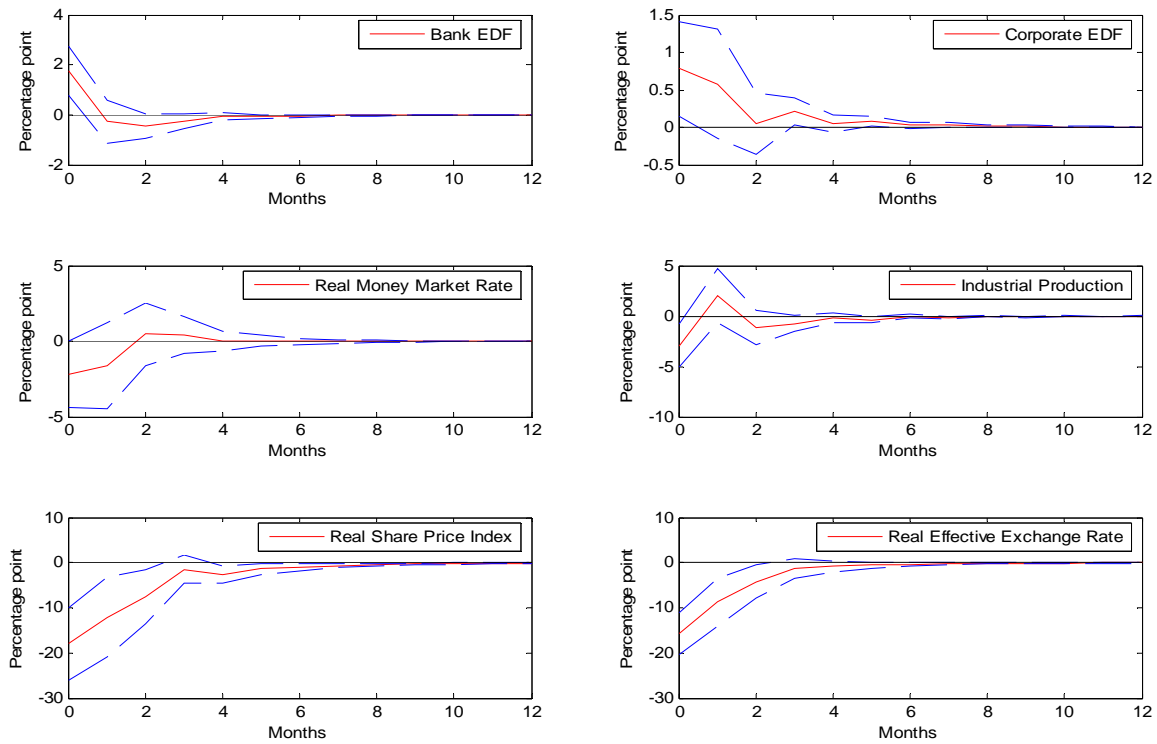 Bank EDF
Percentage point
4
2
0
-2
0 2 4 6 8 10 12
Months
Corporate EDF
Percentage point
1.5
1
0.5
0
-0.5
0 2 4 6 8 10 12
Months
Real Money Market Rate
Percentage point
5
0
-5
0 2 4 6 8 10 12
Months
Industrial Production
Percentage point
5
0
-5
-10
0 2 4 6 8 10 12
Months
Real Share Price Index
Percentage point
10
0
-10
-20
-30
0 2 4 6 8 10 12
Months
Real Effective Exchange Rate
Percentage point
10
0
-10
-20
-30
0 2 4 6 8 10 12
Months